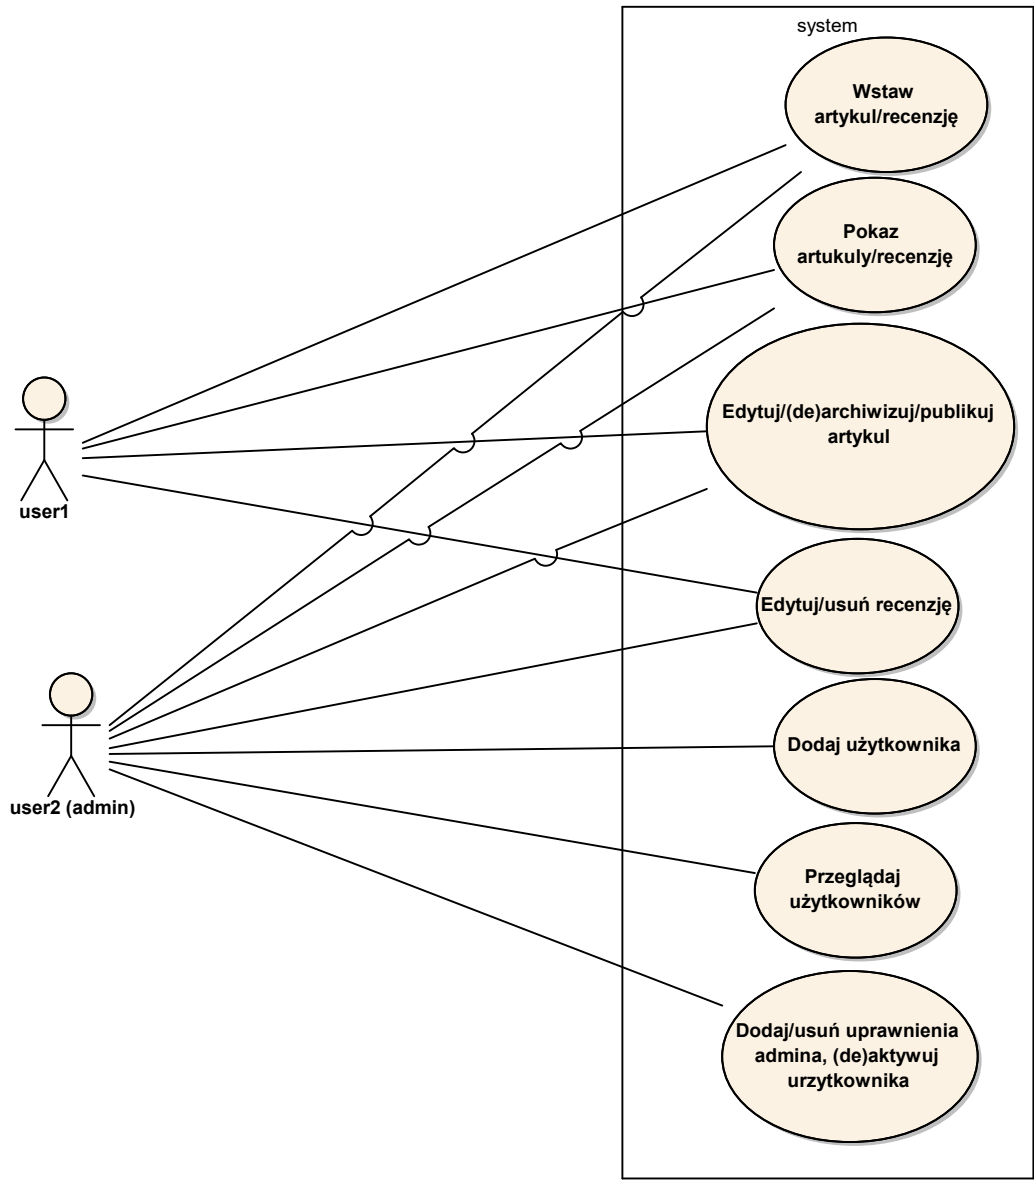 system
Wstaw
artykul/recenzję
Pokaz
artukuly/recenzję
Edytuj/(de)archiwizuj/publikuj
artykul
user1
Edytuj/usuń recenzję
user2 (admin)
Dodaj użytkownika
Przeglądaj
użytkowników
Dodaj/usuń uprawnienia
admina, (de)aktywuj
urzytkownika